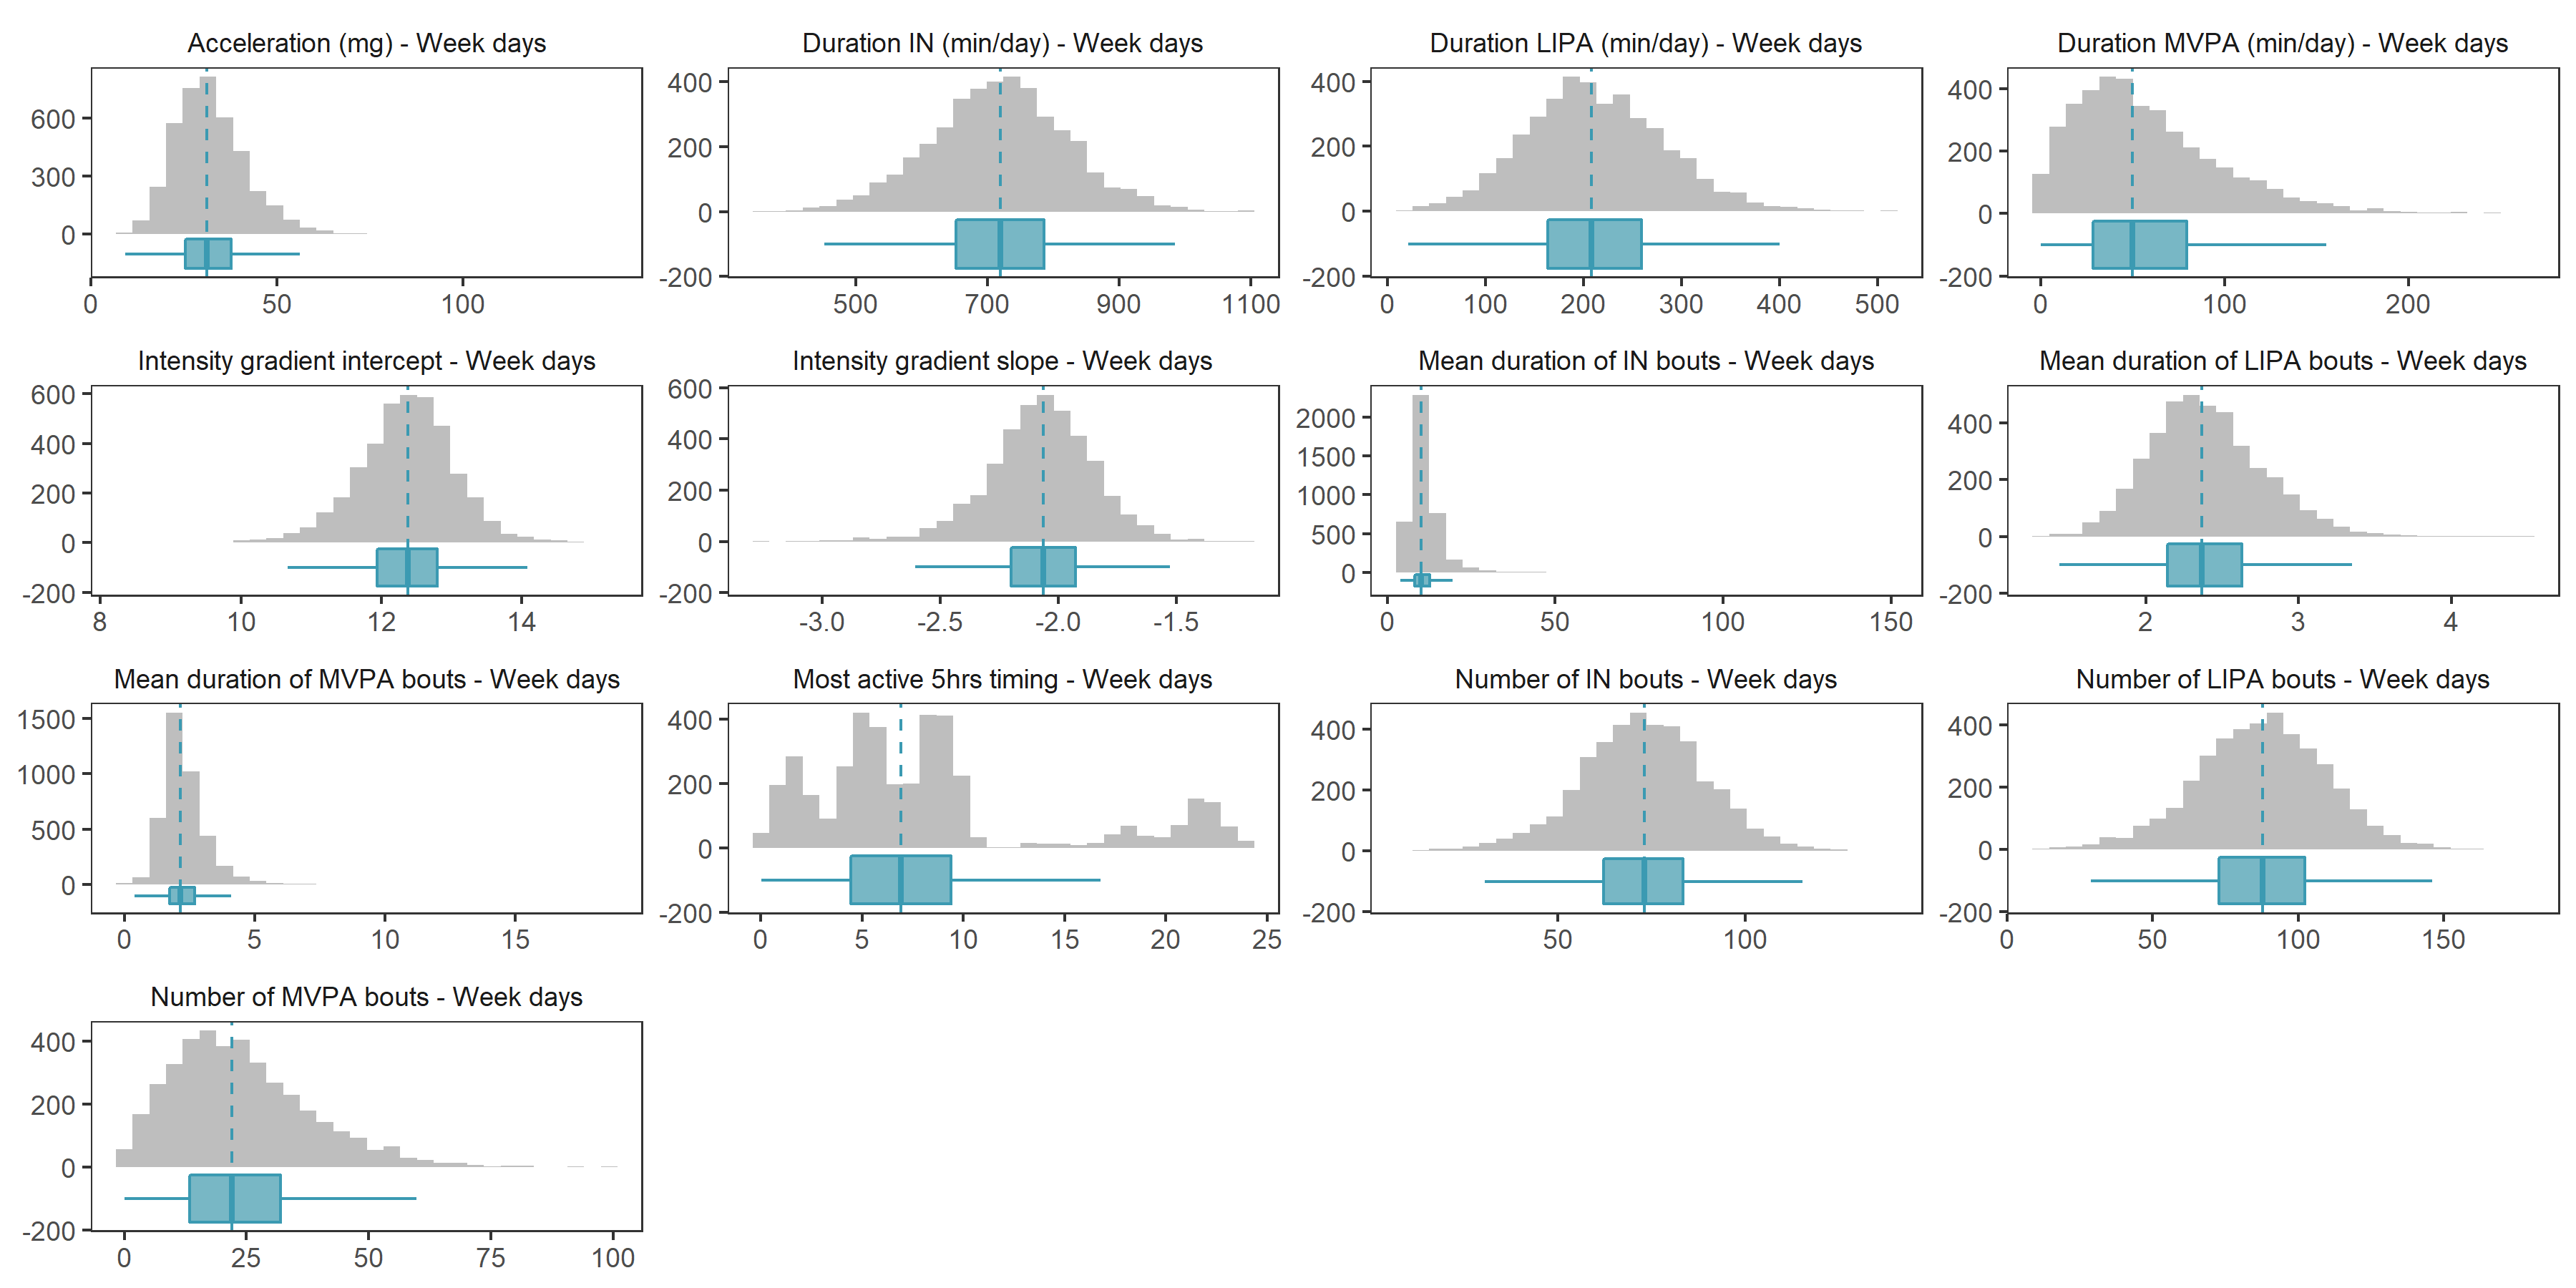 Acceleration (mg) - Week days
600
300
0
0 50 100
Duration IN (min/day) - Week days
400
200
0
-200
500 700 900 1100
Duration LIPA (min/day) - Week days
400
200
0
-200
0 100 200 300 400 500
Duration MVPA (min/day) - Week days
400
200
0
-200
0 100 200
Intensity gradient intercept - Week days
600
400
200
0
-200
8 10 12 14
Intensity gradient slope - Week days
600
400
200
0
-200
-3.0 -2.5 -2.0 -1.5
Mean duration of IN bouts - Week days
2000
1500
1000
500
0
0 50 100 150
Mean duration of LIPA bouts - Week days
400
200
0
-200
2 3 4
Mean duration of MVPA bouts - Week days
1500
1000
500
0
0 5 10 15
Most active 5hrs timing - Week days
400
200
0
-200
0 5 10 15 20 25
Number of IN bouts - Week days
400
200
0
-200
50 100
Number of LIPA bouts - Week days
400
200
0
-200
0 50 100 150
Number of MVPA bouts - Week days
400
200
0
-200
0 25 50 75 100